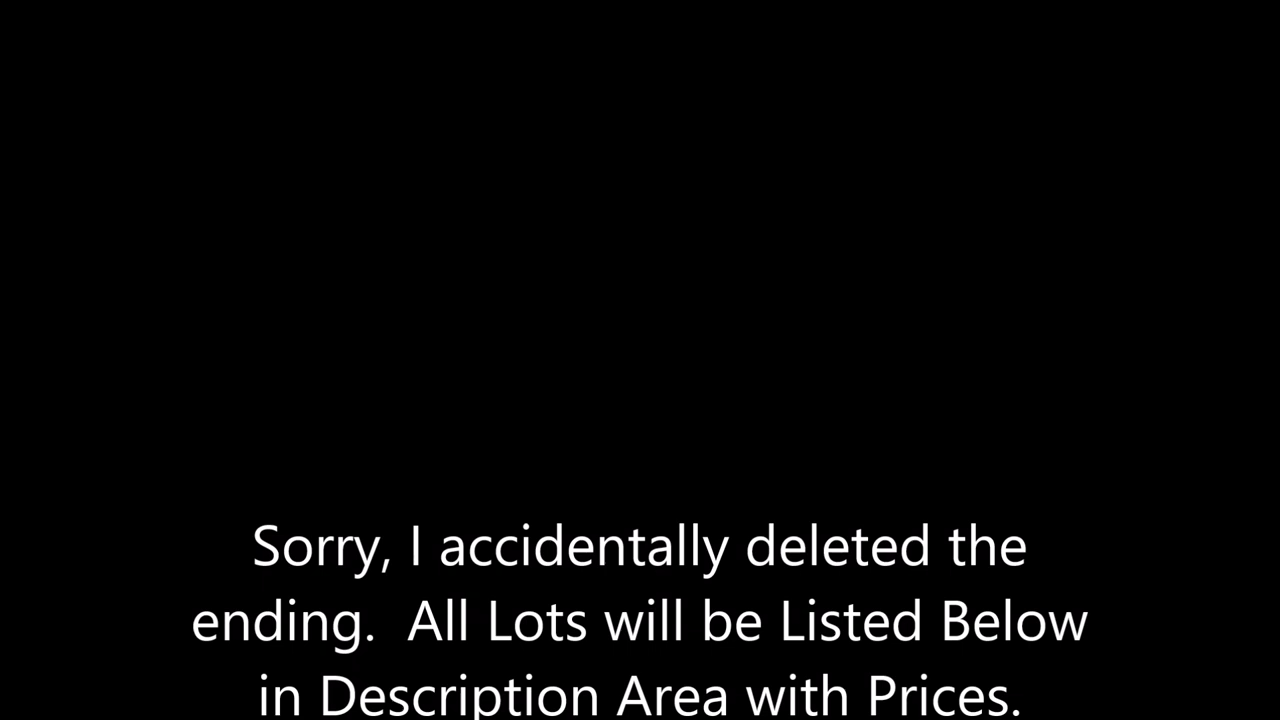 Sorry, I accidentally deleted the
ending.  All Lots will be Listed Below
in Description Area with Prices.